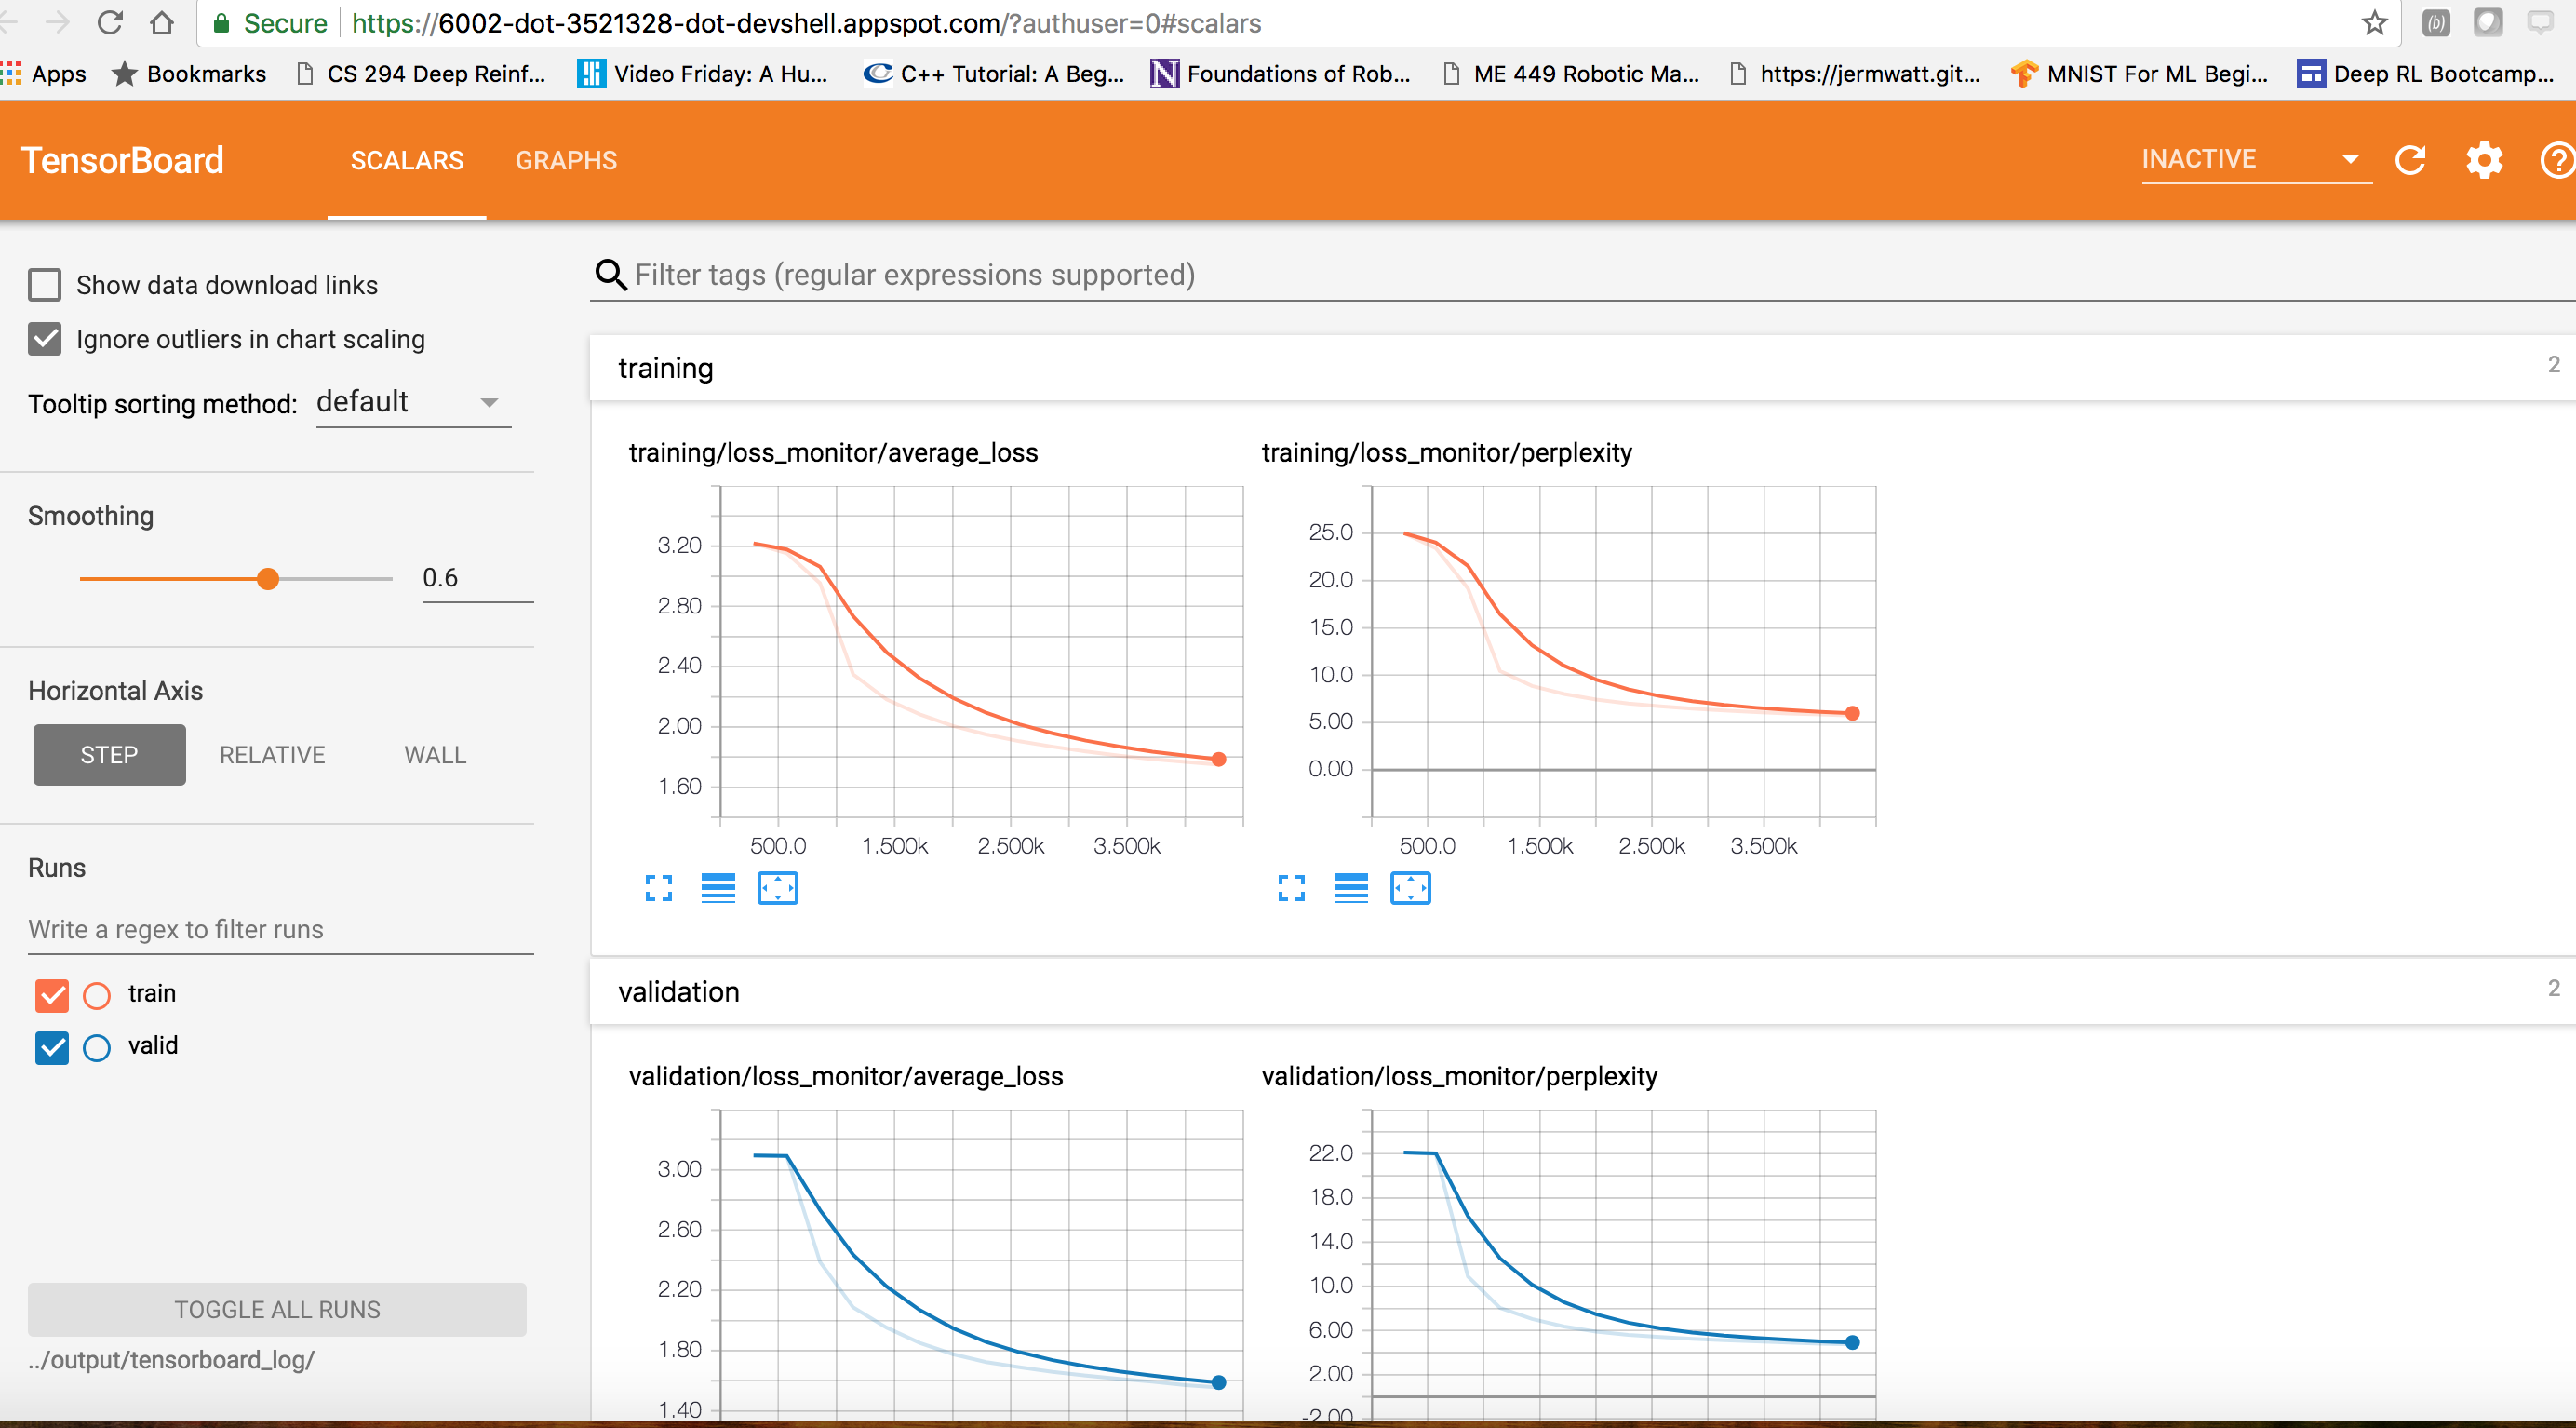 Secure https://6002-dot-3521328-dot-devshell.appspot.com/?authuser=0#scalars (b)
Apps Bookmarks CS 294 Deep Reinf... Video Friday: A Hu... C++ Tutorial: A Beg... N Foundations of Rob... ME 449 Robotic Ma... https://jermwatt.git... MNIST For ML Begi... Deep RL Bootcamp...
TensorBoard SCALARS GRAPHS INACTIVE ?
Show data download links
Ignore outliers in chart scaling
Tooltip sorting method: default
Smoothing
0.6
Horizontal Axis
STEP RELATIVE WALL
Runs
Write a regex to filter runs
train
valid
TOGGLE ALL RUNS
../output/tensorboard_log/
Filter tags (regular expressions supported)
training 2
training/loss_monitor/average_loss
3.20
2.80
2.40
2.00
1.60
500.0 1.500k 2.500k 3.500k
training/loss_monitor/perplexity
25.0
20.0
15.0
10.0
5.00
0.00
500.0 1.500k 2.500k 3.500k
validation 2
validation/loss_monitor/average_loss
3.00
2.60
2.20
1.80
1.40
validation/loss_monitor/perplexity
22.0
18.0
14.0
10.0
6.00
2.00
-2.00